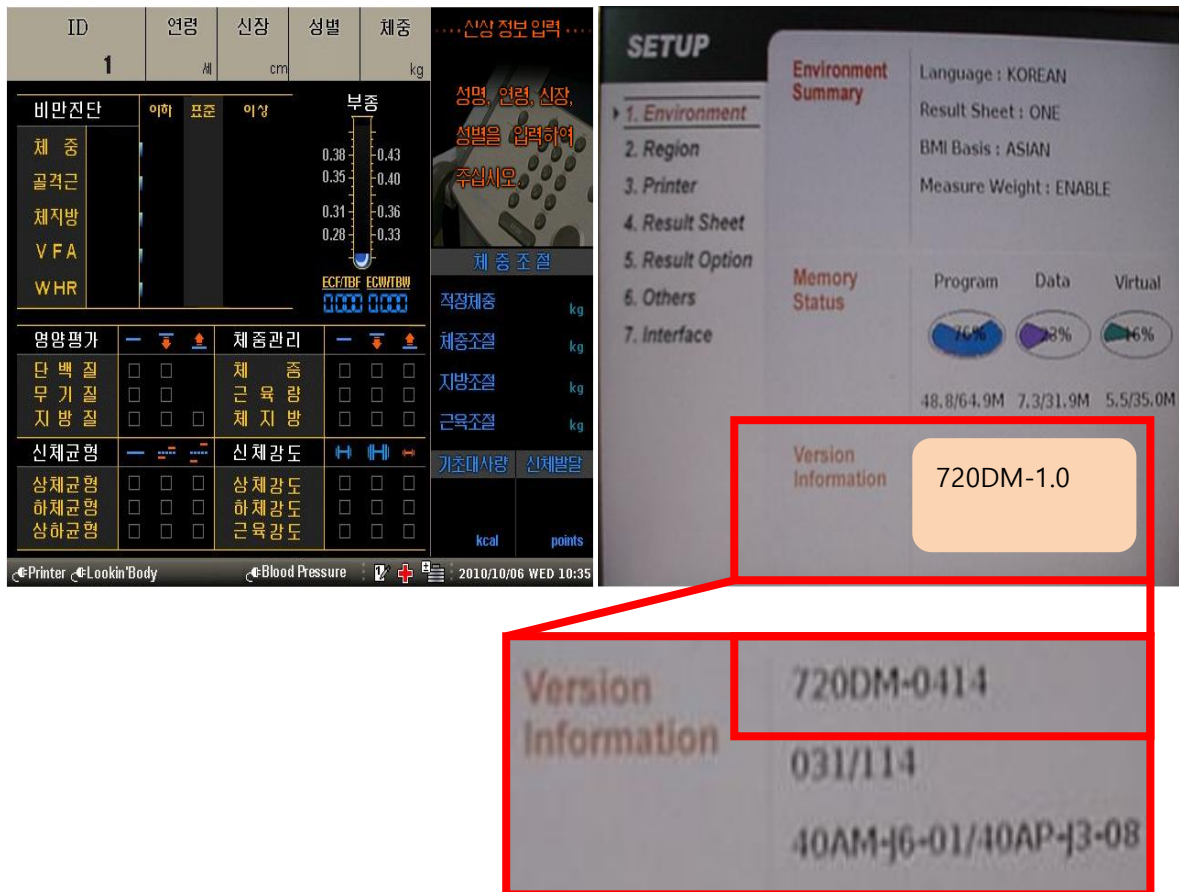 ID 연령 신장 성별 체중
1 세 cm kg
비만진단 이하 표준 이상 부종
체 중
골격근
체지방
V F A
W HR
0.38 0.43
0.35 0.40
0.31 0.36
0.28 0.33
ECF/TBF ECW/TBW
0.000 0.000
영양평가 체중관리
단 백 질 체 중
무 기 질 근 육 량
지 방 질 체 지 방
신체균형 신체강도
상체균형 상체강도
하체균형 하체강도
상하균형 근육강도
····신상 정보 입력····
성명, 연령, 신장,
성별을 입력하여
주십시오.
체 중 조 절
적정체중 kg
체중조절 kg
지방조절 kg
근육조절 kg
기초대사량 신체발달
kcal points
Printer Lookin'Body Blood Pressure 2010/10/06 WED 10:35
SETUP
1. Environment
2. Region
3. Printer
4. Result Sheet
5. Result Option
6. Others
7. Interface
Environment
Summary
Language : KOREAN
Result Sheet : ONE
BMI Basis : ASIAN
Measure Weight : ENABLE
Memory
Status
Program Data Virtual
76% 23% 16%
48.8/64.9M 7.3/31.9M 5.5/35.0M
Version
Information
720DM-1.0
Version
Information
720DM-0414
031/114
40AM-J6-01/40AP-J3-08